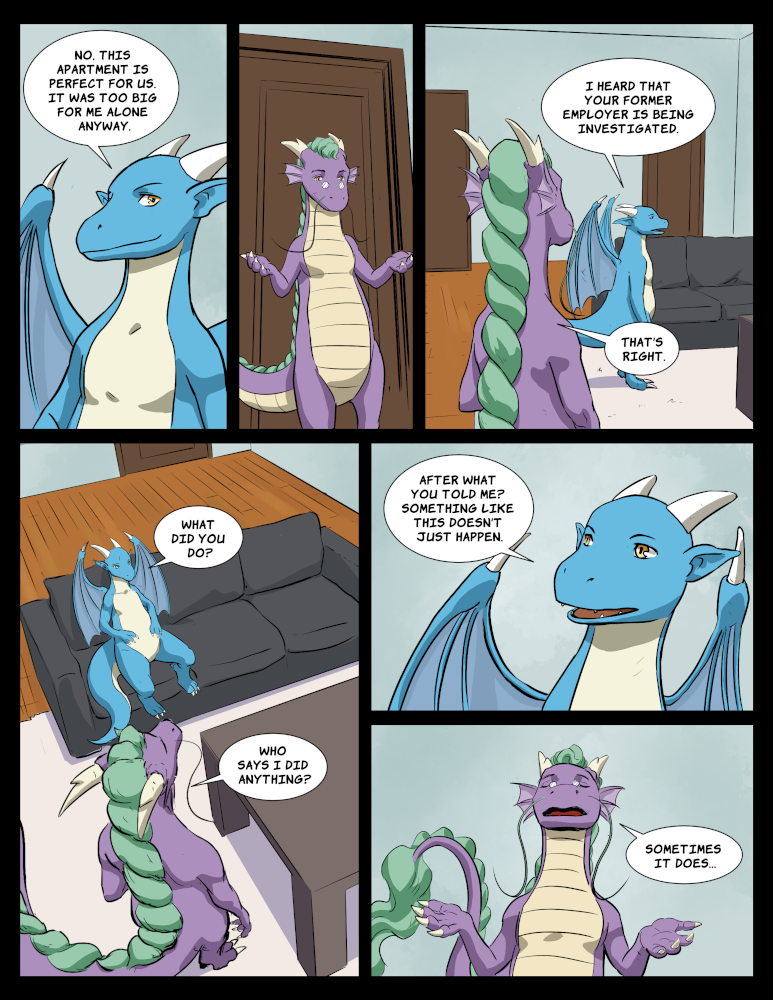 NO. THIS
APARTMENT IS
PERFECT FOR US.
IT WAS TOO BIG
FOR ME ALONE
ANYWAY.
I HEARD THAT
YOUR FORMER
EMPLOYER IS BEING
INVESTIGATED.
THAT'S
RIGHT.
WHAT
DID YOU
DO?
WHO
SAYS I DID
ANYTHING?
AFTER WHAT
YOU TOLD ME?
SOMETHING LIKE
THIS DOESN'T
JUST HAPPEN.
SOMETIMES
IT DOES...